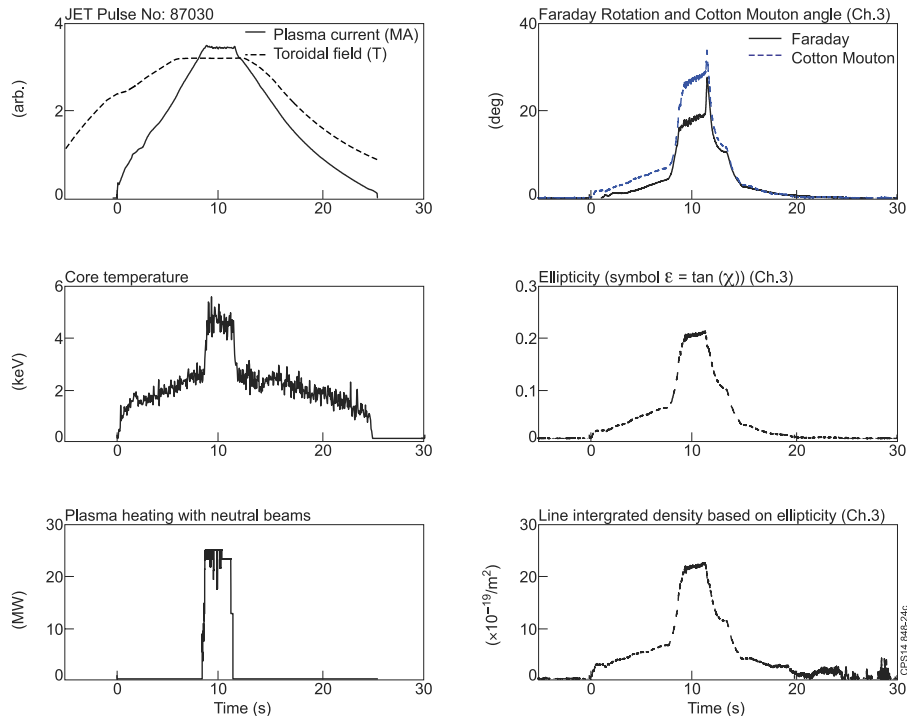 JET Pulse No: 87030
4
2
0
(arb.)
Plasma current (MA)
Toroidal field (T)
0
10
20
30
Faraday Rotation and Cotton Mouton angle (Ch.3)
40
20
0
(deg)
Faraday
Cotton Mouton
0
10
20
30
Core temperature
6
4
2
0
(keV)
0
10
20
30
Ellipticity (symbol ε = tan (χ)) (Ch.3)
0.3
0.2
0.1
0
0
10
20
30
Plasma heating with neutral beams
30
20
10
0
(MW)
0
10
20
30
Time (s)
Line intergrated density based on ellipticity (Ch.3)
30
20
10
0
(×10⁻¹⁹/m²)
0
10
20
30
Time (s)
CPS14.848-24c